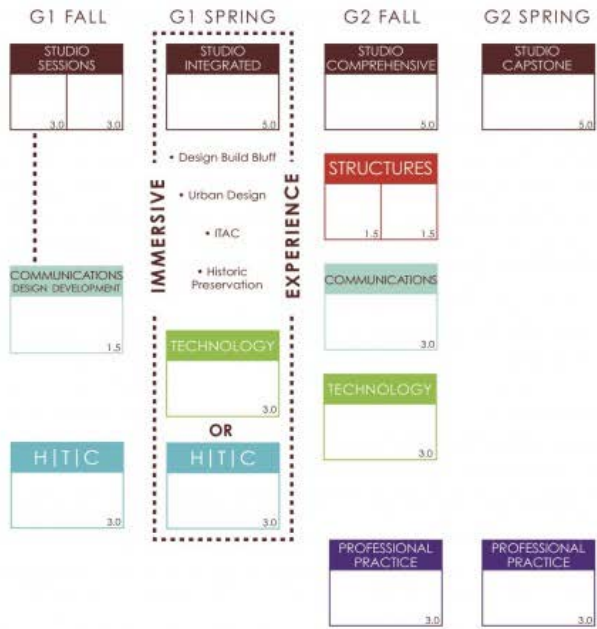 G1 FALL
G1 SPRING
G2 FALL
G2 SPRING
STUDIO
SESSIONS
3.0
3.0
STUDIO
INTEGRATED
5.0
STUDIO
COMPREHENSIVE
5.0
STUDIO
CAPSTONE
5.0
IMMERSIVE
• Design Build Bluff
• Urban Design
• ITAC
• Historic
Preservation
EXPERIENCE
STRUCTURES
1.5
1.5
COMMUNICATIONS
DESIGN DEVELOPMENT
1.5
COMMUNICATIONS
3.0
TECHNOLOGY
3.0
OR
TECHNOLOGY
3.0
H|T|C
3.0
H|T|C
3.0
PROFESSIONAL
PRACTICE
3.0
PROFESSIONAL
PRACTICE
3.0